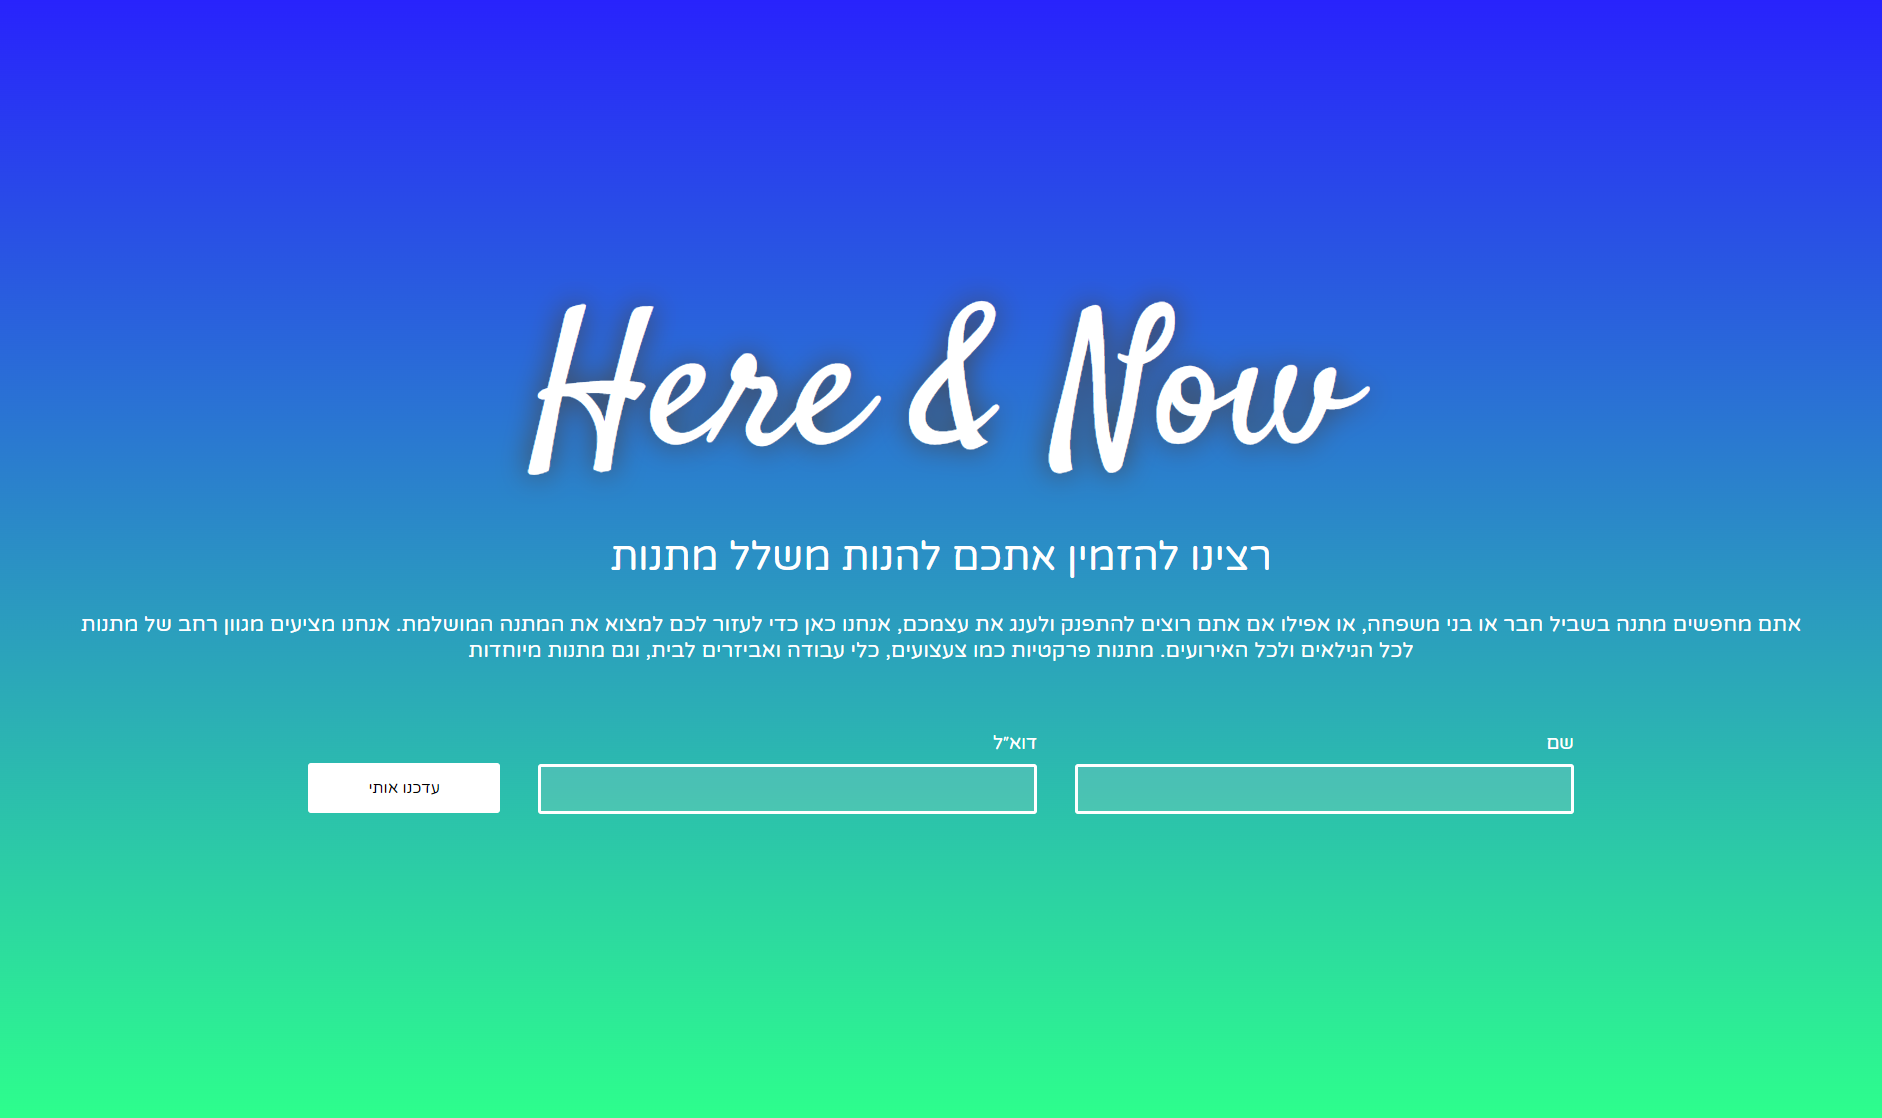 Here & Now
רצינו להזמין אתכם להנות משלל מתנות
אתם מחפשים מתנה בשביל חבר או בני משפחה, או אפילו אם אתם רוצים להתפנק ולענג את עצמכם, אנחנו כאן כדי לעזור לכם למצוא את המתנה המושלמת. אנחנו מציעים מגוון רחב של מתנות
לכל הגילאים ולכל האירועים. מתנות פרקטיות כמו צעצועים, כלי עבודה ואביזרים לבית, וגם מתנות מיוחדות
שם
דוא״ל
עדכנו אותי